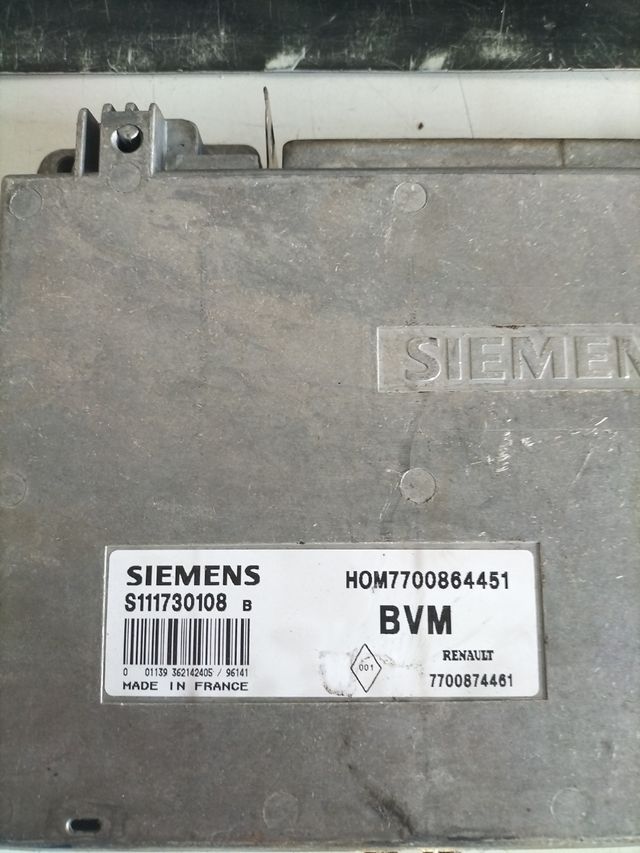 SIEMEN
SIEMENS
S111730108 B
0 01139 362142405 / 96141
MADE IN FRANCE
HOM7700864451
BVM
001
RENAULT
7700874461